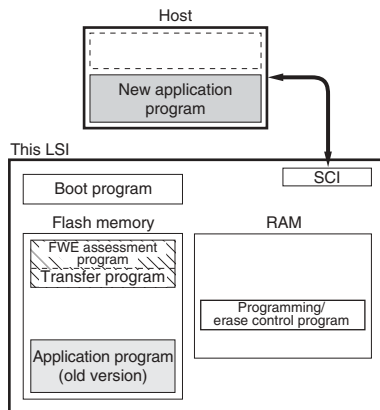 Host
New application
program
This LSI
SCI
Boot program
Flash memory
RAM
FWE assessment
program
Transfer program
Programming/
erase control program
Application program
(old version)